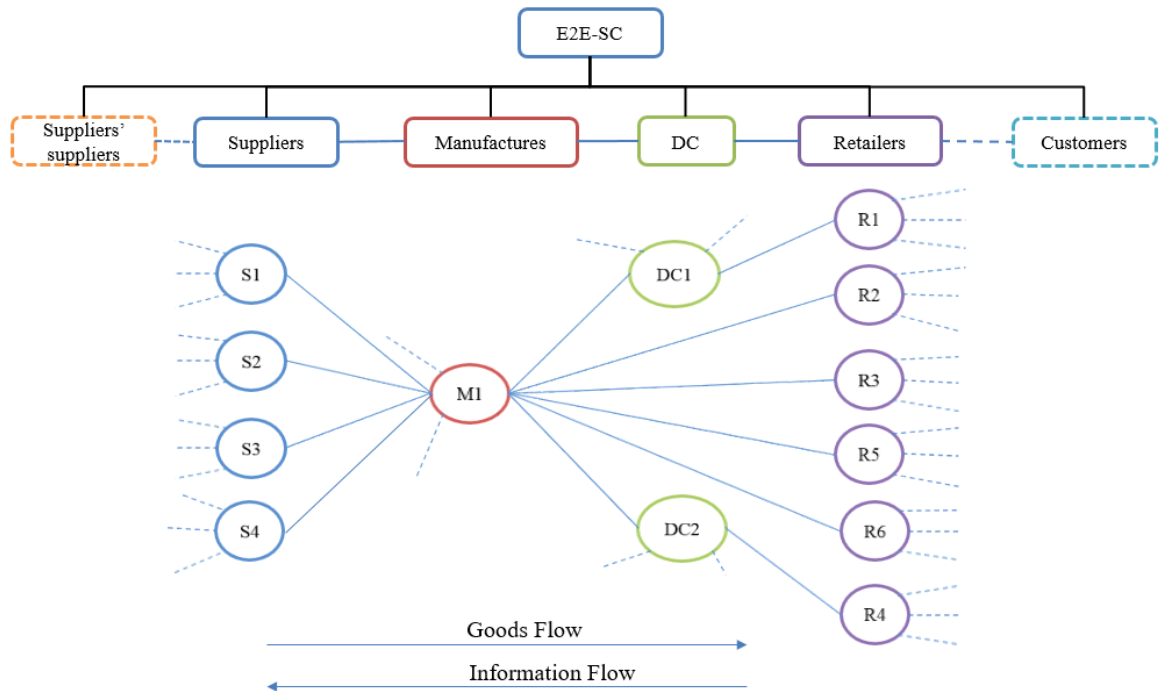 E2E-SC
Suppliers’
suppliers
Suppliers
Manufactures
DC
Retailers
Customers
R1
S1
DC1
R2
S2
M1
R3
S3
R5
S4
DC2
R6
R4
Goods Flow
Information Flow